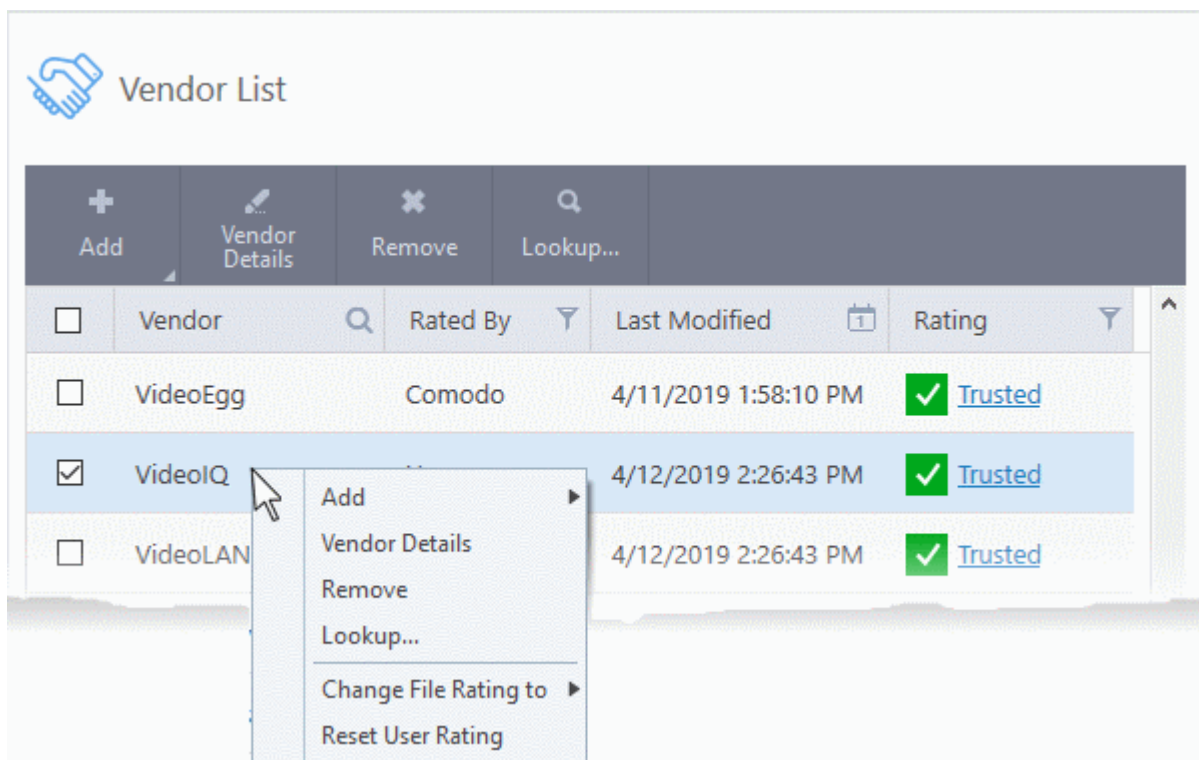 Vendor List
Add
Vendor
Details
Remove
Lookup...
Vendor
Rated By
1
Last Modified
Rating
VideoEgg
Comodo
4/11/2019 1:58:10 PM
Trusted
VideoIQ
4/12/2019 2:26:43 PM
Trusted
VideoLAN
4/12/2019 2:26:43 PM
Trusted
Add
Vendor Details
Remove
Lookup...
Change File Rating to
Reset User Rating